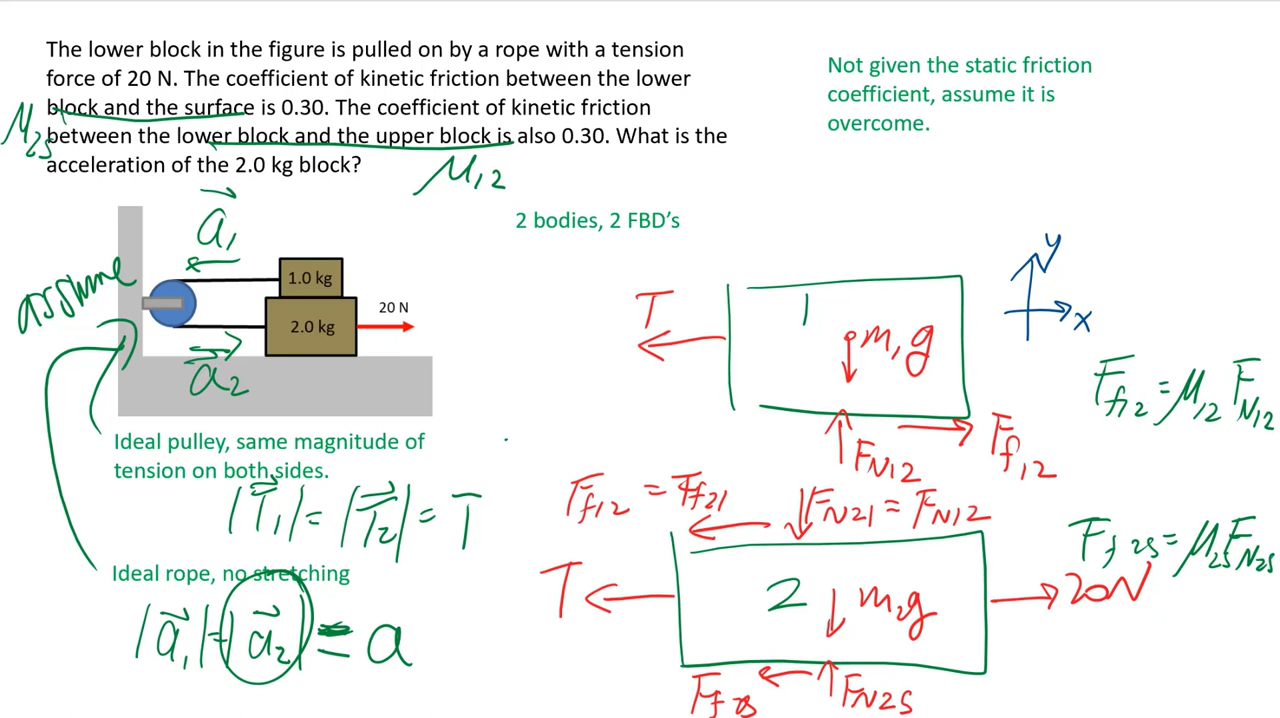 The lower block in the figure is pulled on by a rope with a tension
force of 20 N. The coefficient of kinetic friction between the lower
block and the surface is 0.30. The coefficient of kinetic friction
between the lower block and the upper block is also 0.30. What is the
acceleration of the 2.0 kg block?
μ2s
μ12
Not given the static friction
coefficient, assume it is
overcome.
2 bodies, 2 FBD's
a1
assume
1.0 kg
2.0 kg
20 N
a2
Ideal pulley, same magnitude of
tension on both sides.
|T1| = |T2| = T
Ideal rope, no stretching
|a1| = |a2| = a
y
x
T
1
m1g
FN12
Ff12
Ff12 = μ12 FN12
Ff12 = Ff21
FN21 = FN12
T
2
m2g
20N
Ff2s
FN2s
Ff2s = μ2s FN2s